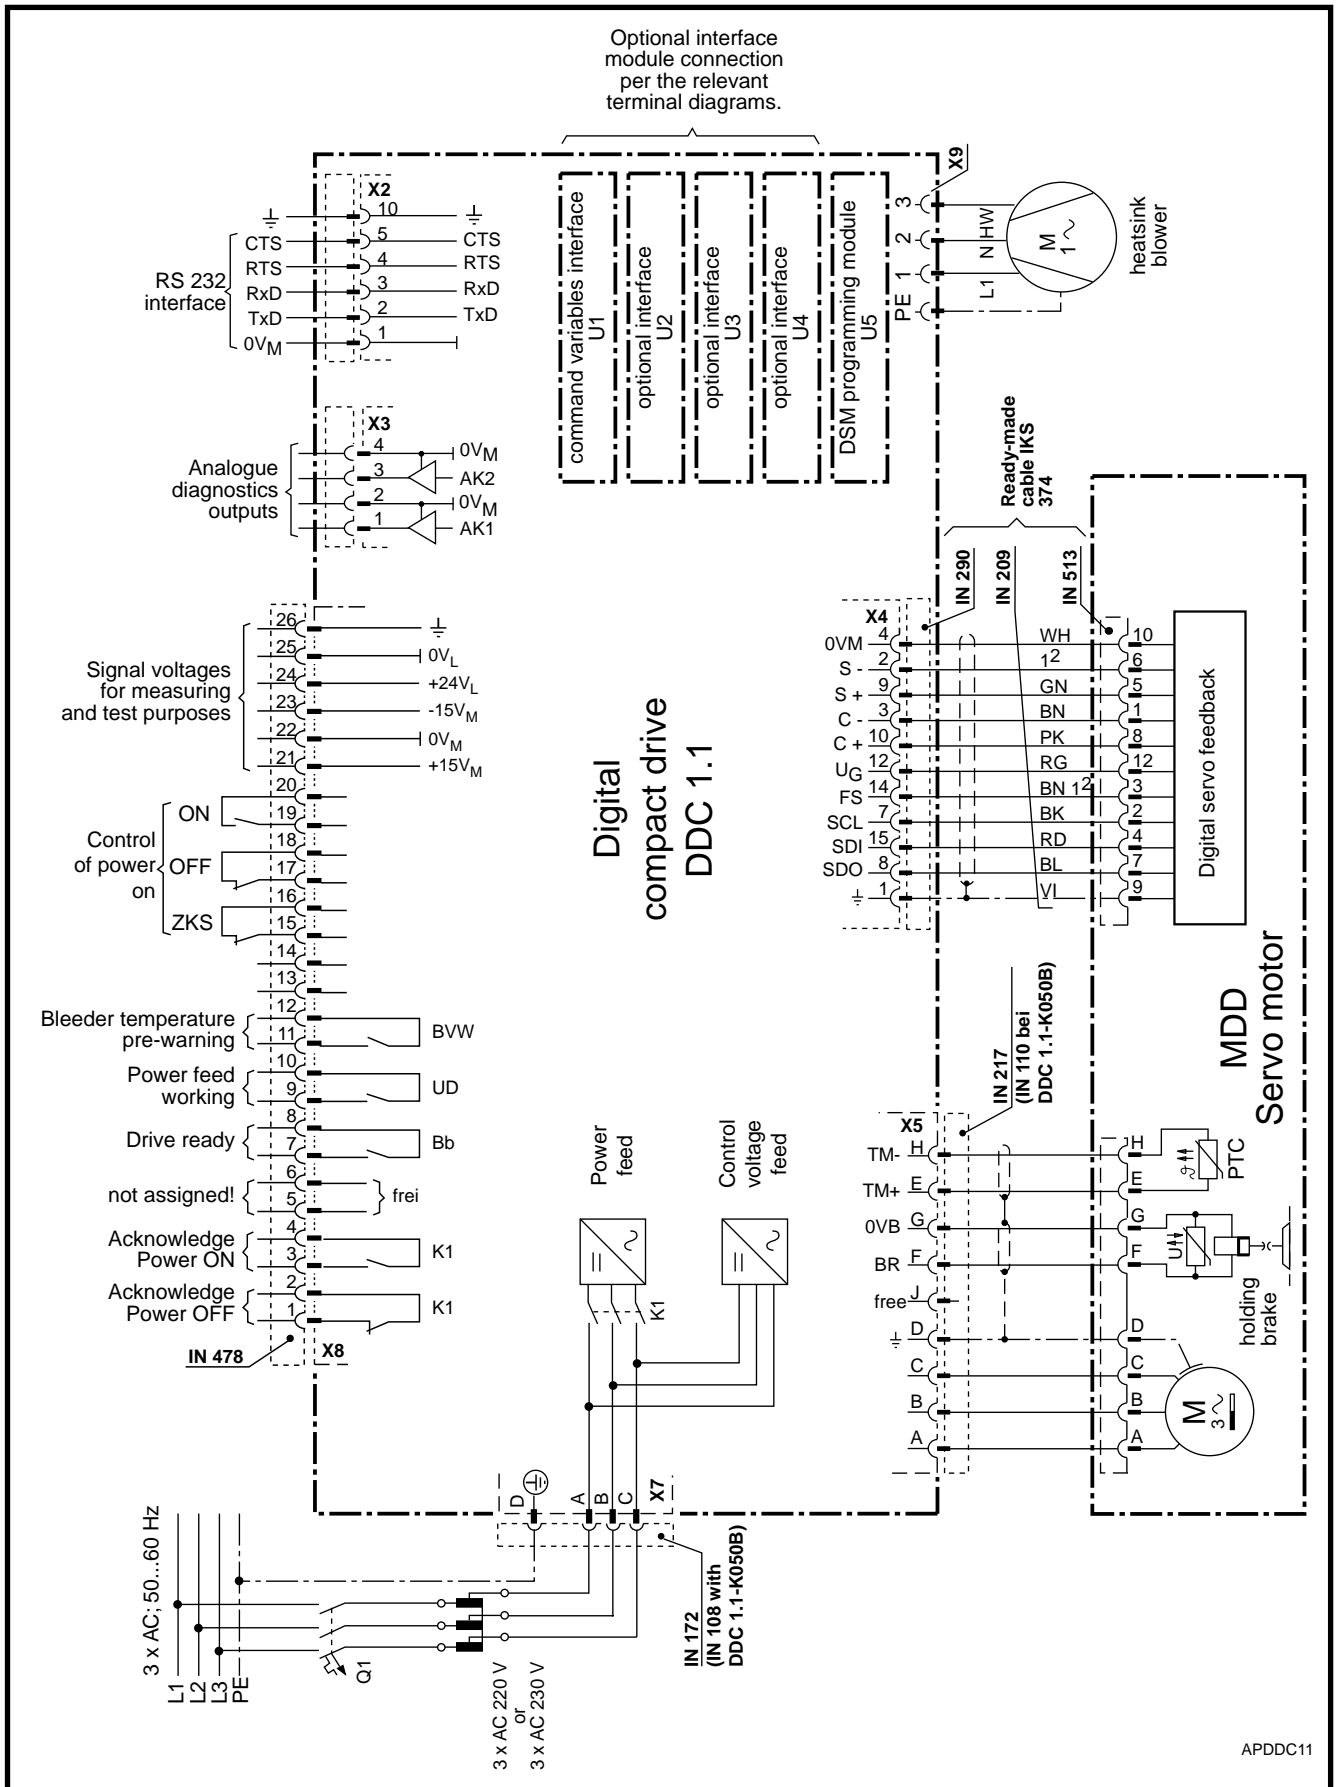 Optional interface
module connection
per the relevant
terminal diagrams.
X2
10
CTS 5 CTS
RTS 4 RTS
RxD 3 RxD
TxD 2 TxD
0VM 1
RS 232
interface
X3
4 0VM
3 AK2
2 0VM
1 AK1
Analogue
diagnostics
outputs
command variables interface
U1
optional interface
U2
optional interface
U3
optional interface
U4
DSM programming module
U5
X9
3
2
1
PE
HW
N
L1
M
1
heatsink
blower
Ready-made
cable IKS
374
IN 290
IN 209
IN 513
Signal voltages
for measuring
and test purposes
26
25 0VL
24 +24VL
23 -15VM
22 0VM
21 +15VM
Control
of power
on
ON
OFF
ZKS
20
19
18
17
16
15
14
13
Bleeder temperature
pre-warning
12
11
BVW
Power feed
working
10
9
UD
Drive ready
8
7
Bb
not assigned!
6
5
frei
Acknowledge
Power ON
4
3
K1
Acknowledge
Power OFF
2
1
K1
IN 478
X8
Digital
compact drive
DDC 1.1
X4
0VM 4 WH 10
S - 2 12 6
S + 9 GN 5
C - 3 BN 1
C + 10 PK 8
UG 12 RG 12
FS 14 BN 12 3
SCL 7 BK 2
SDI 15 RD 4
SDO 8 BL 7
1 VI 9
Digital servo feedback
MDD
Servo motor
IN 217
(IN 110 bei
DDC 1.1-K050B)
X5
TM- H H
TM+ E E
0VB G G
BR F F
free J
D D
C C
B B
A A
PTC
U
holding
brake
M
3
Power
feed
Control
voltage
feed
K1
D
A
B
C
X7
IN 172
(IN 108 with
DDC 1.1-K050B)
3 x AC; 50...60 Hz
L1
L2
L3
PE
Q1
3 x AC 220 V
or
3 x AC 230 V
APDDC11